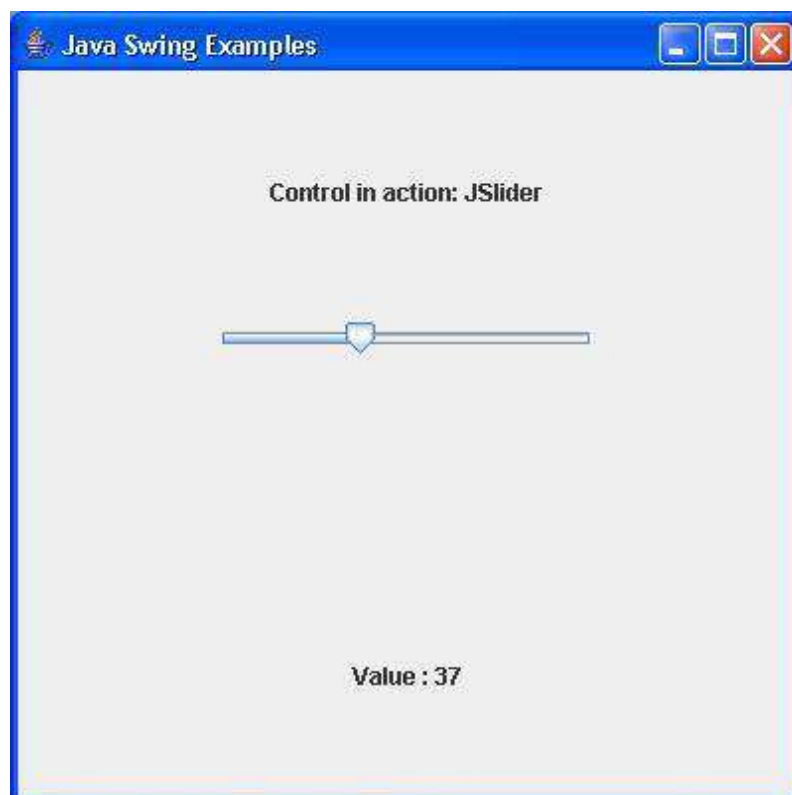 Java Swing Examples
Control in action: JSlider
Value : 37